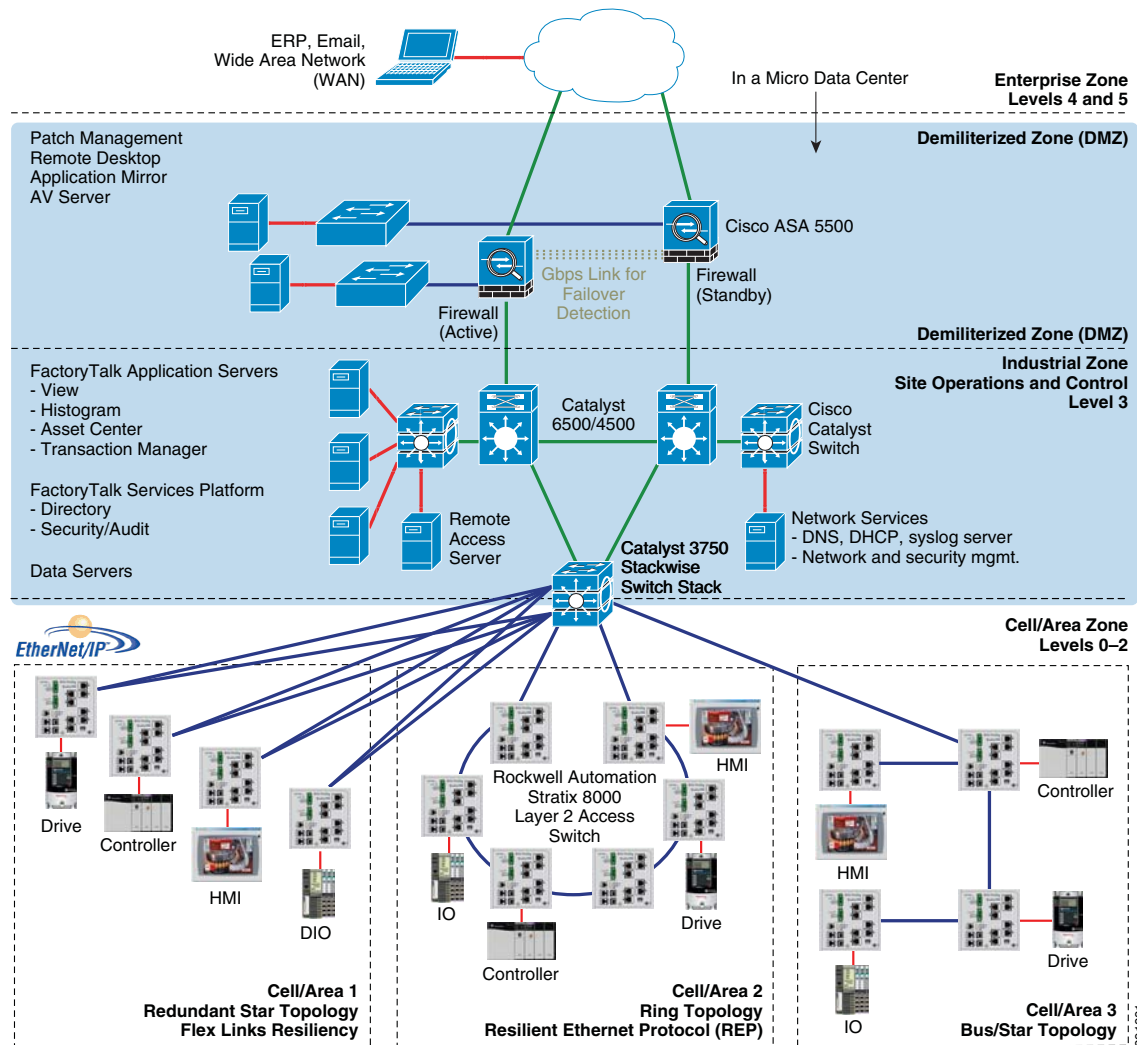 ERP, Email,
Wide Area Network
(WAN)
In a Micro Data Center
Enterprise Zone
Levels 4 and 5
Patch Management
Remote Desktop
Application Mirror
AV Server
Demiliterized Zone (DMZ)
Cisco ASA 5500
Gbps Link for
Failover
Detection
Firewall
(Standby)
Firewall
(Active)
Demiliterized Zone (DMZ)
Industrial Zone
Site Operations and Control
Level 3
FactoryTalk Application Servers
- View
- Histogram
- Asset Center
- Transaction Manager
FactoryTalk Services Platform
- Directory
- Security/Audit
Data Servers
Catalyst
6500/4500
Cisco
Catalyst
Switch
Remote
Access
Server
Network Services
- DNS, DHCP, syslog server
- Network and security mgmt.
Catalyst 3750
Stackwise
Switch Stack
EtherNet/IP
Cell/Area Zone
Levels 0–2
Drive
Controller
HMI
DIO
Cell/Area 1
Redundant Star Topology
Flex Links Resiliency
Rockwell Automation
Stratix 8000
Layer 2 Access
Switch
HMI
IO
Controller
Drive
Cell/Area 2
Ring Topology
Resilient Ethernet Protocol (REP)
Controller
HMI
IO
Drive
Cell/Area 3
Bus/Star Topology